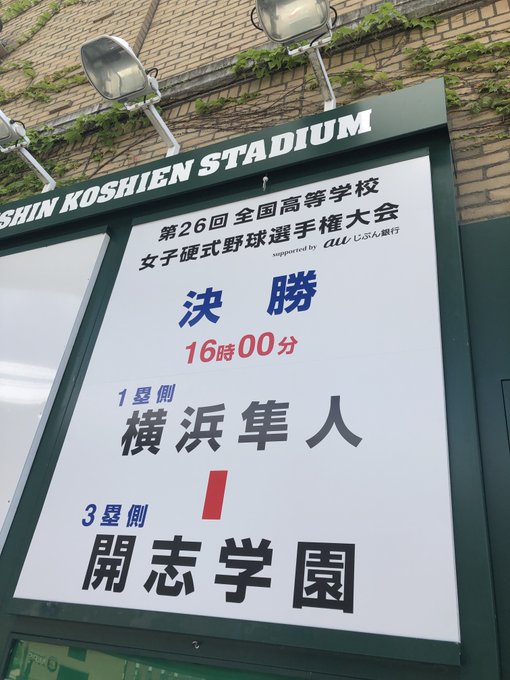 SHIN KOSHIEN STADIUM
第26回 全国高等学校
女子硬式野球選手権大会
supported by auじぶん銀行
決勝
16時00分
1塁側
横浜隼人
3塁側
開志学園